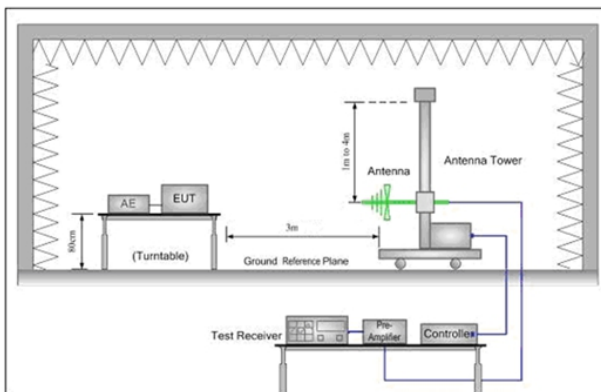 1m to 4m
Antenna
Antenna Tower
AE
EUT
80cm
(Turntable)
3m
Ground Reference Plane
Test Receiver
Pre-
Amplifier
Controller